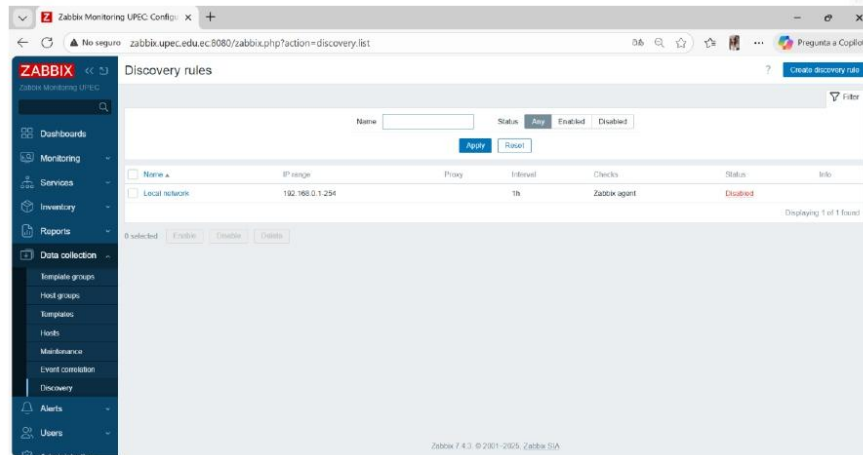 Zabbix Monitoring UPEC: Configu
No seguro zabbix.upec.edu.ec:8080/zabbix.php?action=discovery.list
Pregunta a Copilot
ZABBIX
Zabbix Monitoring UPEC
Discovery rules
? Create discovery rule
Filter
Name Status Any Enabled Disabled
Apply Reset
Name IP range Proxy Interval Checks Status Info
Local network 192.168.0.1-254 1h Zabbix agent Disabled
Displaying 1 of 1 found
0 selected Enable Disable Delete
Dashboards
Monitoring
Services
Inventory
Reports
Data collection
Template groups
Host groups
Templates
Hosts
Maintenance
Event correlation
Discovery
Alerts
Users
Zabbix 7.4.3. © 2001–2025, Zabbix SIA